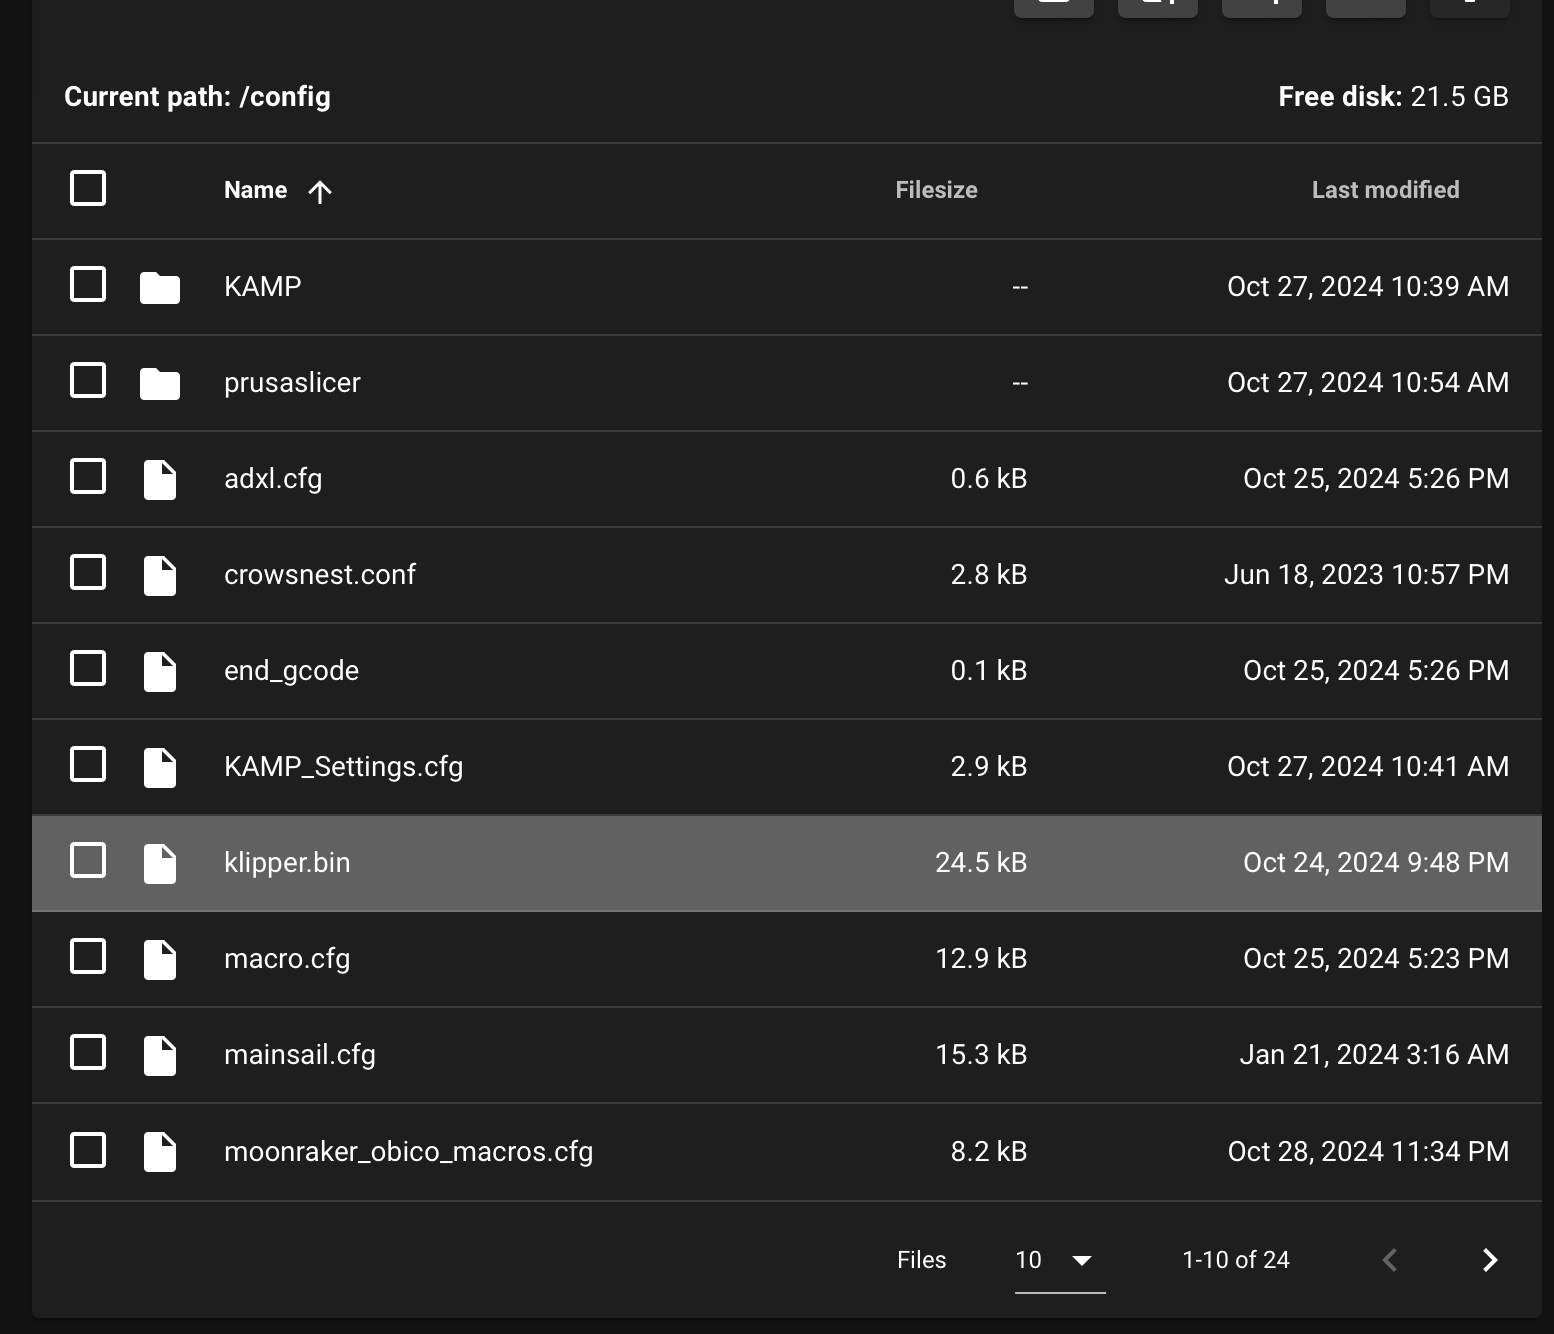 Current path: /config Free disk: 21.5 GB
Name Filesize Last modified
KAMP -- Oct 27, 2024 10:39 AM
prusaslicer -- Oct 27, 2024 10:54 AM
adxl.cfg 0.6 kB Oct 25, 2024 5:26 PM
crowsnest.conf 2.8 kB Jun 18, 2023 10:57 PM
end_gcode 0.1 kB Oct 25, 2024 5:26 PM
KAMP_Settings.cfg 2.9 kB Oct 27, 2024 10:41 AM
klipper.bin 24.5 kB Oct 24, 2024 9:48 PM
macro.cfg 12.9 kB Oct 25, 2024 5:23 PM
mainsail.cfg 15.3 kB Jan 21, 2024 3:16 AM
moonraker_obico_macros.cfg 8.2 kB Oct 28, 2024 11:34 PM
Files 10 1-10 of 24